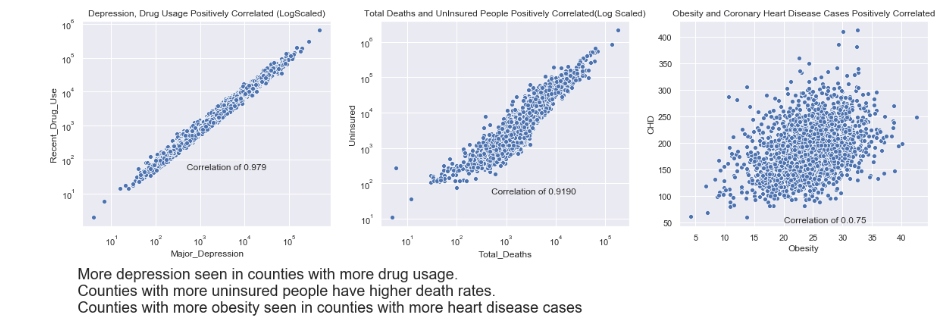 Depression, Drug Usage Positively Correlated (LogScaled)
10^6
10^5
10^4
10^3
10^2
10^1
Recent_Drug_Use
Correlation of 0.979
10^1 10^2 10^3 10^4 10^5
Major_Depression
Total Deaths and UnInsured People Positively Correlated(Log Scaled)
10^6
10^5
10^4
10^3
10^2
10^1
Uninsured
Correlation of 0.9190
10^1 10^2 10^3 10^4 10^5
Total_Deaths
Obesity and Coronary Heart Disease Cases Positively Correlated
400
350
300
250
200
150
100
50
CHD
Correlation of 0.0.75
5 10 15 20 25 30 35 40
Obesity
More depression seen in counties with more drug usage.
Counties with more uninsured people have higher death rates.
Counties with more obesity seen in counties with more heart disease cases